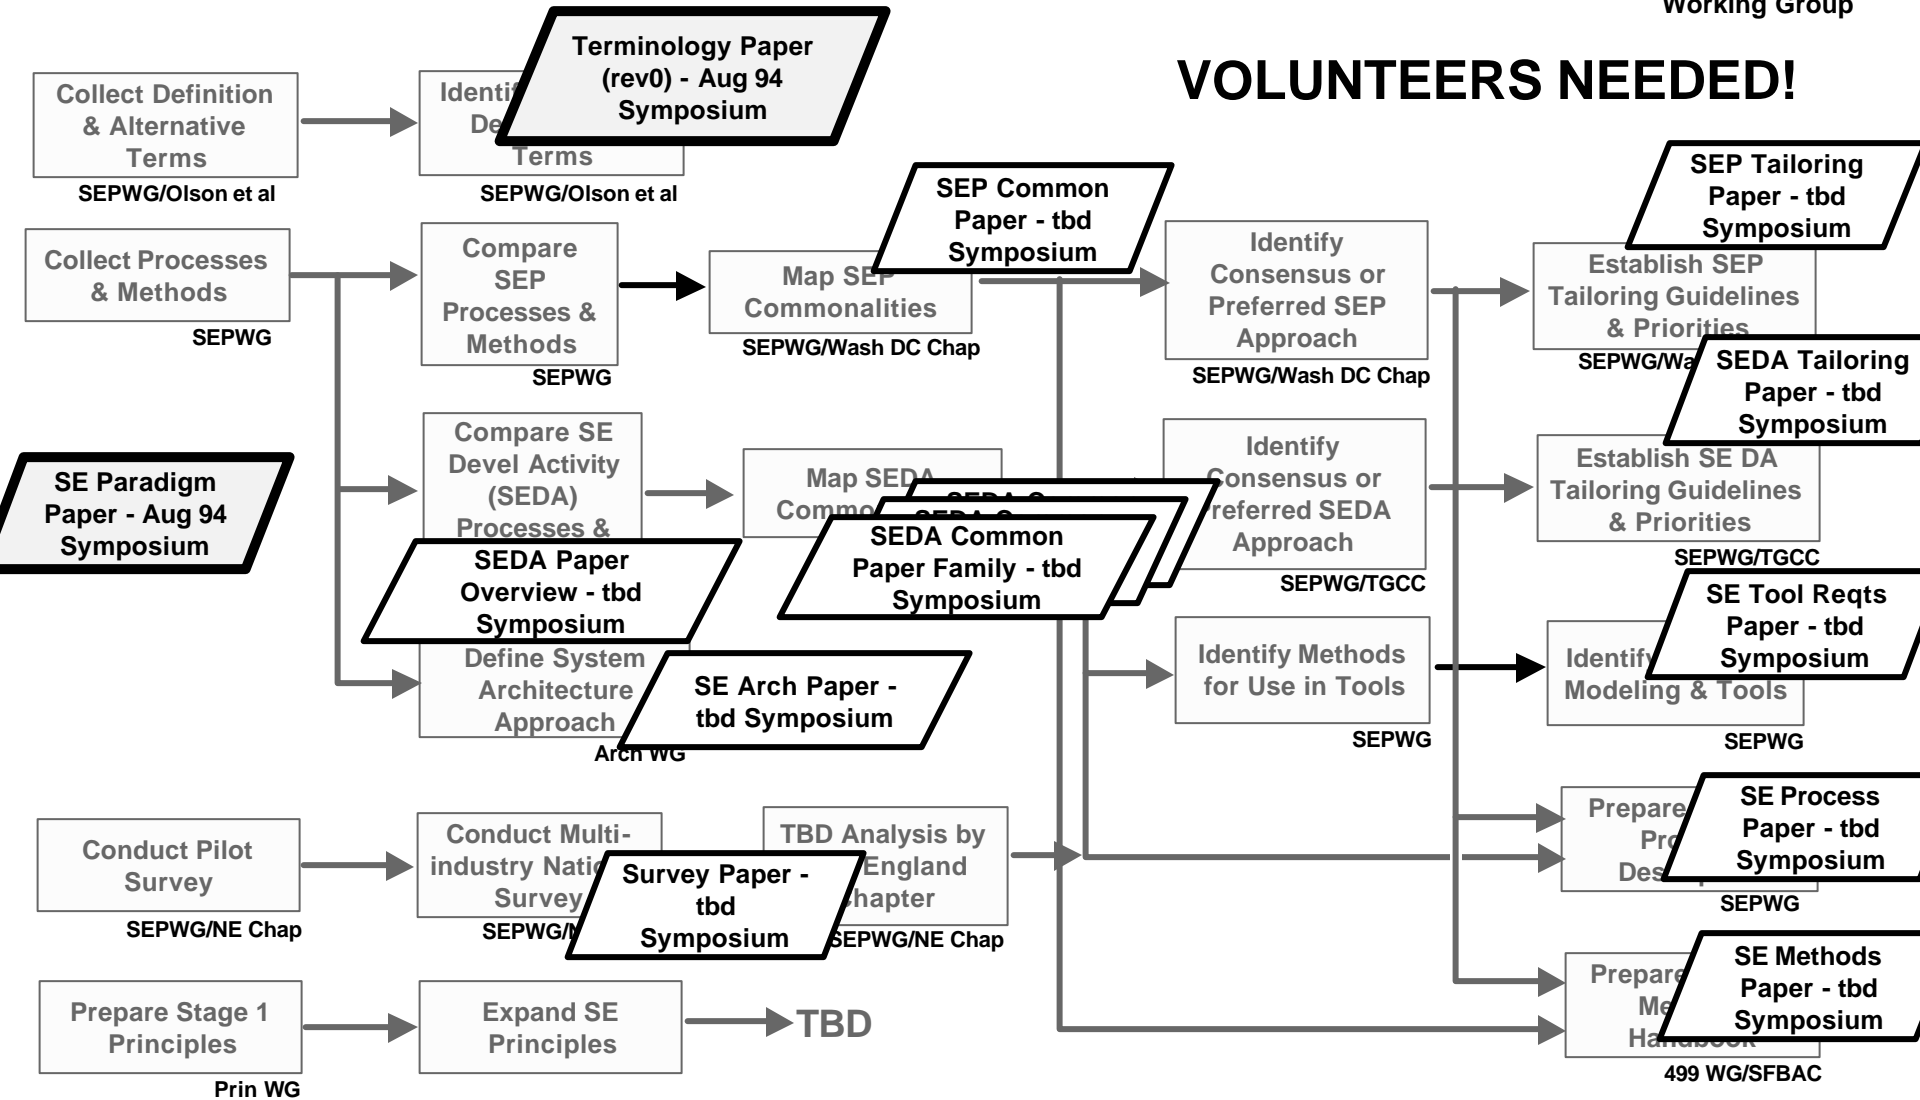 Working Group
VOLUNTEERS NEEDED!
Terminology Paper
(rev0) - Aug 94
Symposium
Collect Definition
& Alternative
Terms
SEPWG/Olson et al
Terms
SEPWG/Olson et al
SEP Common
Paper - tbd
Symposium
SEP Tailoring
Paper - tbd
Symposium
Collect Processes
& Methods
SEPWG
Compare
SEP
Processes &
Methods
SEPWG
Map SEP
Commonalities
SEPWG/Wash DC Chap
Identify
Consensus or
Preferred SEP
Approach
SEPWG/Wash DC Chap
Establish SEP
Tailoring Guidelines
& Priorities
SEDA Tailoring
Paper - tbd
Symposium
SE Paradigm
Paper - Aug 94
Symposium
Compare SE
Devel Activity
(SEDA)
Processes &
SEDA Paper
Overview - tbd
Symposium
Map SEDA
SEDA Common
Paper Family - tbd
Symposium
Identify
Consensus or
Preferred SEDA
Approach
SEPWG/TGCC
Establish SE DA
Tailoring Guidelines
& Priorities
SEPWG/TGCC
Define System
Architecture
Approach
Arch WG
SE Arch Paper -
tbd Symposium
Identify Methods
for Use in Tools
SEPWG
SE Tool Reqts
Paper - tbd
Symposium
Identify
Modeling & Tools
SEPWG
Conduct Pilot
Survey
SEPWG/NE Chap
Conduct Multi-
industry
Survey
Survey Paper -
tbd
Symposium
TBD Analysis by
England
Chapter
SEPWG/NE Chap
Prepare
SE Process
Paper - tbd
Symposium
SEPWG
Prepare Stage 1
Principles
Prin WG
Expand SE
Principles
TBD
Prepare
Handbook
SE Methods
Paper - tbd
Symposium
499 WG/SFBAC